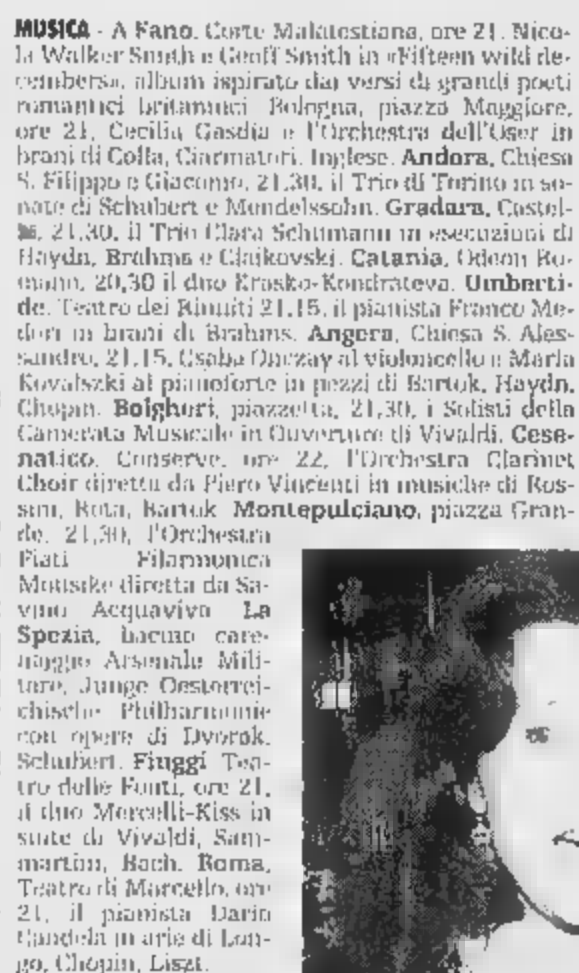 MUSICA - A Fano, Corte Malatestiana, ore 21. Nico-
la Walker Smith e Geoff Smith in «Fifteen wild de-
cembers», album ispirato dai versi di grandi poeti
romantici britannici. Bologna, piazza Maggiore,
ore 21, Cecilia Gasdia e l'Orchestra dell'Oser in
brani di Colla, Ciarmatori, Inglese. Andora, Chiesa
S. Filippo e Giacomo, 21,30, il Trio di Torino in so-
nate di Schubert e Mendelssohn. Gradara, Castel-
21,30, il Trio Clara Schumann in esecuzioni di
Haydn, Brahms e Ciaikovski. Catania, Odeon Ro-
mano, 20,30 il duo Krasko-Kondrateva. Umberti-
de, Teatro dei Riuniti 21,15, il pianista Franco Me-
dori in brani di Brahms. Angera, Chiesa S. Ales-
sandro, 21,15, Csaba Onczay al violoncello e Marla
Kovalszki al pianoforte in pezzi di Bartok, Haydn,
Chopan. Bolgheri, piazzetta, 21,30, i Solisti della
Camerata Musicale in Ouverture di Vivaldi. Cese-
natico, Conserve, ore 22, l'Orchestra Clarinet
Choir diretta da Piero Vincenti in musiche di Ros-
sini, Rota, Bartok. Montepulciano, piazza Gran-
de, 21,30, l'Orchestra
Fiati Filarmonica
Mousike diretta da Sa-
vino Acquaviva. La
Spezia, bacino care-
naggio Arsenale Mili-
tare, Junge Oesterrei-
chische Philharmonie
con opere di Dvorak,
Schubert. Fiuggi Tea-
tro delle Fonti, ore 21,
il duo Mercelli-Kiss in
suite di Vivaldi, Sam-
martini, Bach. Roma,
Teatro di Marcello, ore
21, il pianista Dario
Candela in arie di Lon-
go, Chopin, Liszt.